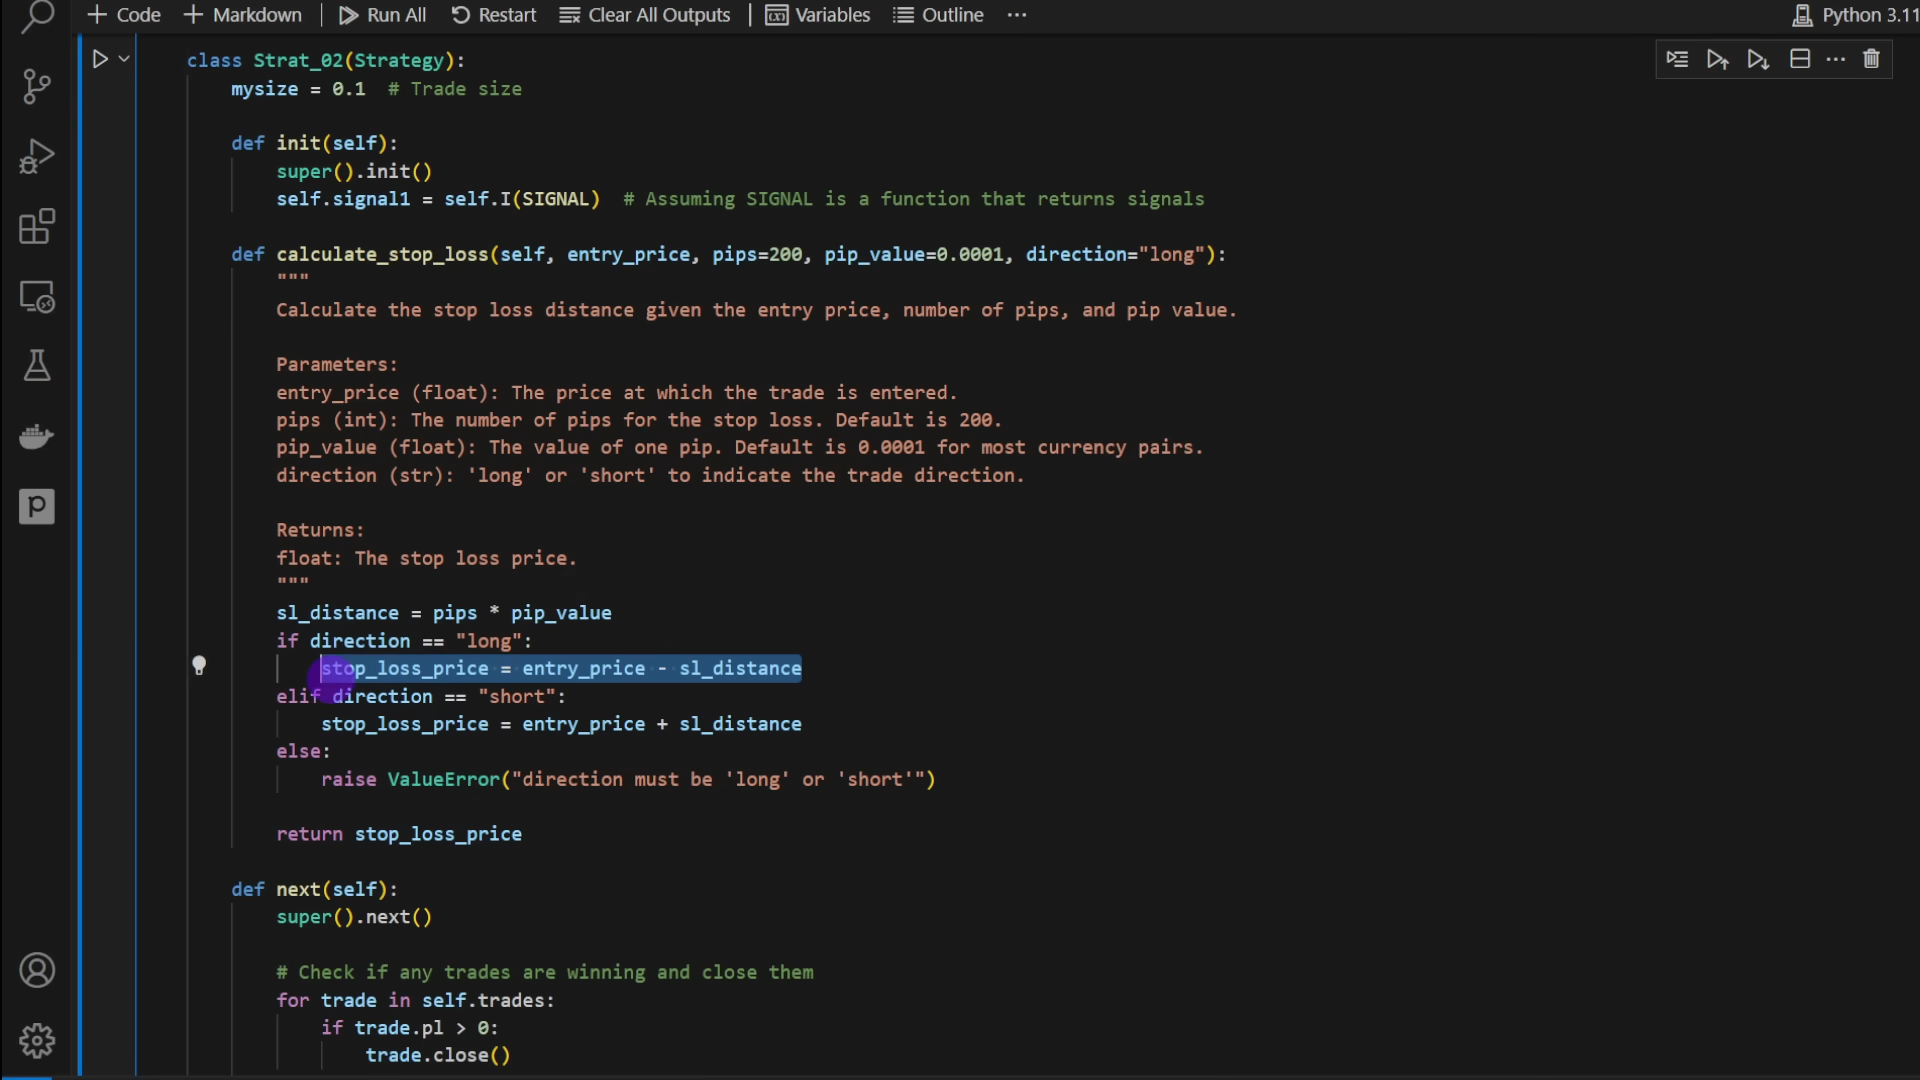 Code Markdown Run All Restart Clear All Outputs Variables Outline ... Python 3.11
class Strat_02(Strategy):
mysize = 0.1 # Trade size
def init(self):
super().init()
self.signal1 = self.I(SIGNAL) # Assuming SIGNAL is a function that returns signals
def calculate_stop_loss(self, entry_price, pips=200, pip_value=0.0001, direction="long"):
"""
Calculate the stop loss distance given the entry price, number of pips, and pip value.
Parameters:
entry_price (float): The price at which the trade is entered.
pips (int): The number of pips for the stop loss. Default is 200.
pip_value (float): The value of one pip. Default is 0.0001 for most currency pairs.
direction (str): 'long' or 'short' to indicate the trade direction.
Returns:
float: The stop loss price.
"""
sl_distance = pips * pip_value
if direction == "long":
stop_loss_price = entry_price - sl_distance
elif direction == "short":
stop_loss_price = entry_price + sl_distance
else:
raise ValueError("direction must be 'long' or 'short'")
return stop_loss_price
def next(self):
super().next()
# Check if any trades are winning and close them
for trade in self.trades:
if trade.pl > 0:
trade.close()